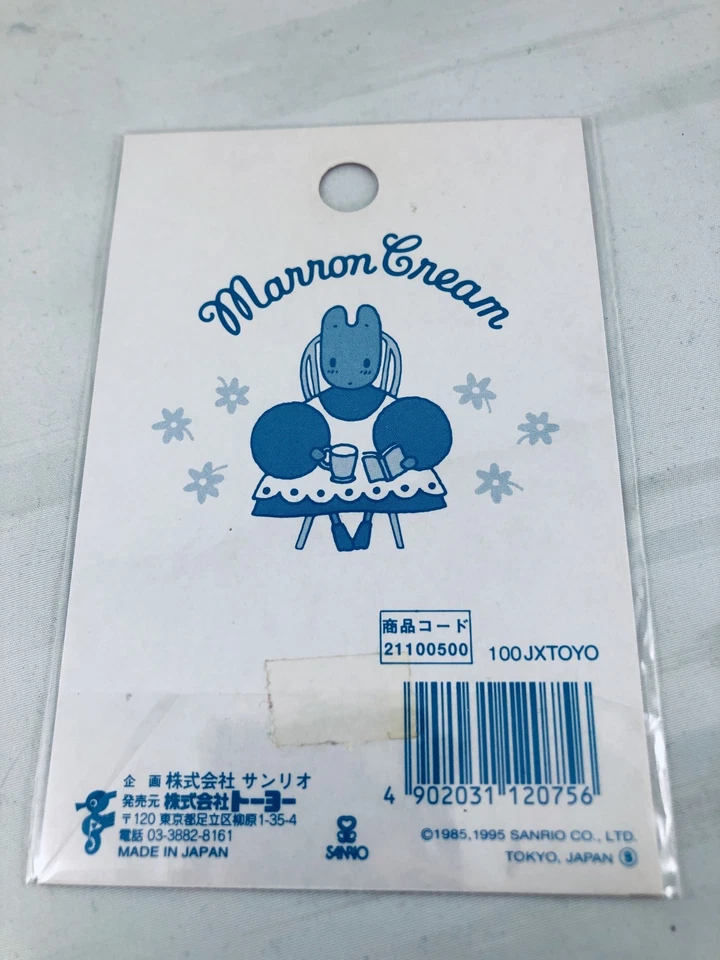 Marron Cream
商品コード
21100500
100JXTOYO
4 902031 120756
企 画 株式会社 サンリオ
発売元 株式会社トーヨー
〒120 東京都足立区柳原1-35-4
電話 03-3882-8161
MADE IN JAPAN
SANRIO
©1985,1995 SANRIO CO., LTD.
TOKYO, JAPAN Ⓢ